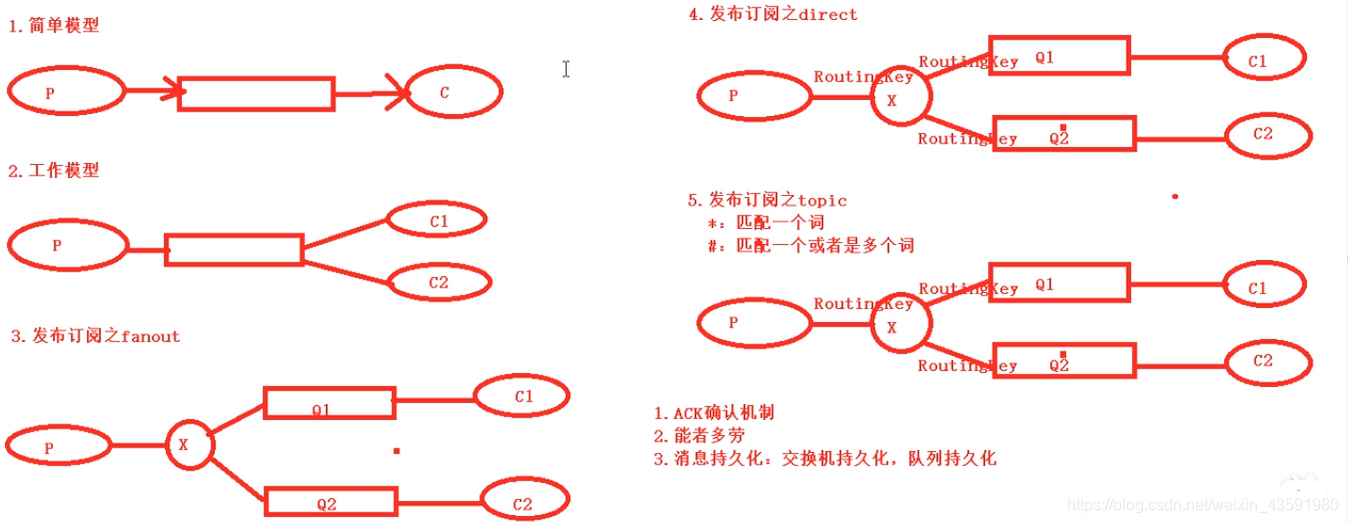 1.简单模型
P
C
2.工作模型
P
C1
C2
3.发布订阅之fanout
P
X
Q1
C1
Q2
C2
4.发布订阅之direct
P
RoutingKey
X
RoutingKey
Q1
C1
RoutingKey
Q2
C2
5.发布订阅之topic
*：匹配一个词
#：匹配一个或者是多个词
P
RoutingKey
X
RoutingKey
Q1
C1
RoutingKey
Q2
C2
1.ACK确认机制
2.能者多劳
3.消息持久化：交换机持久化，队列持久化
https://blog.csdn.net/weixin_43591980